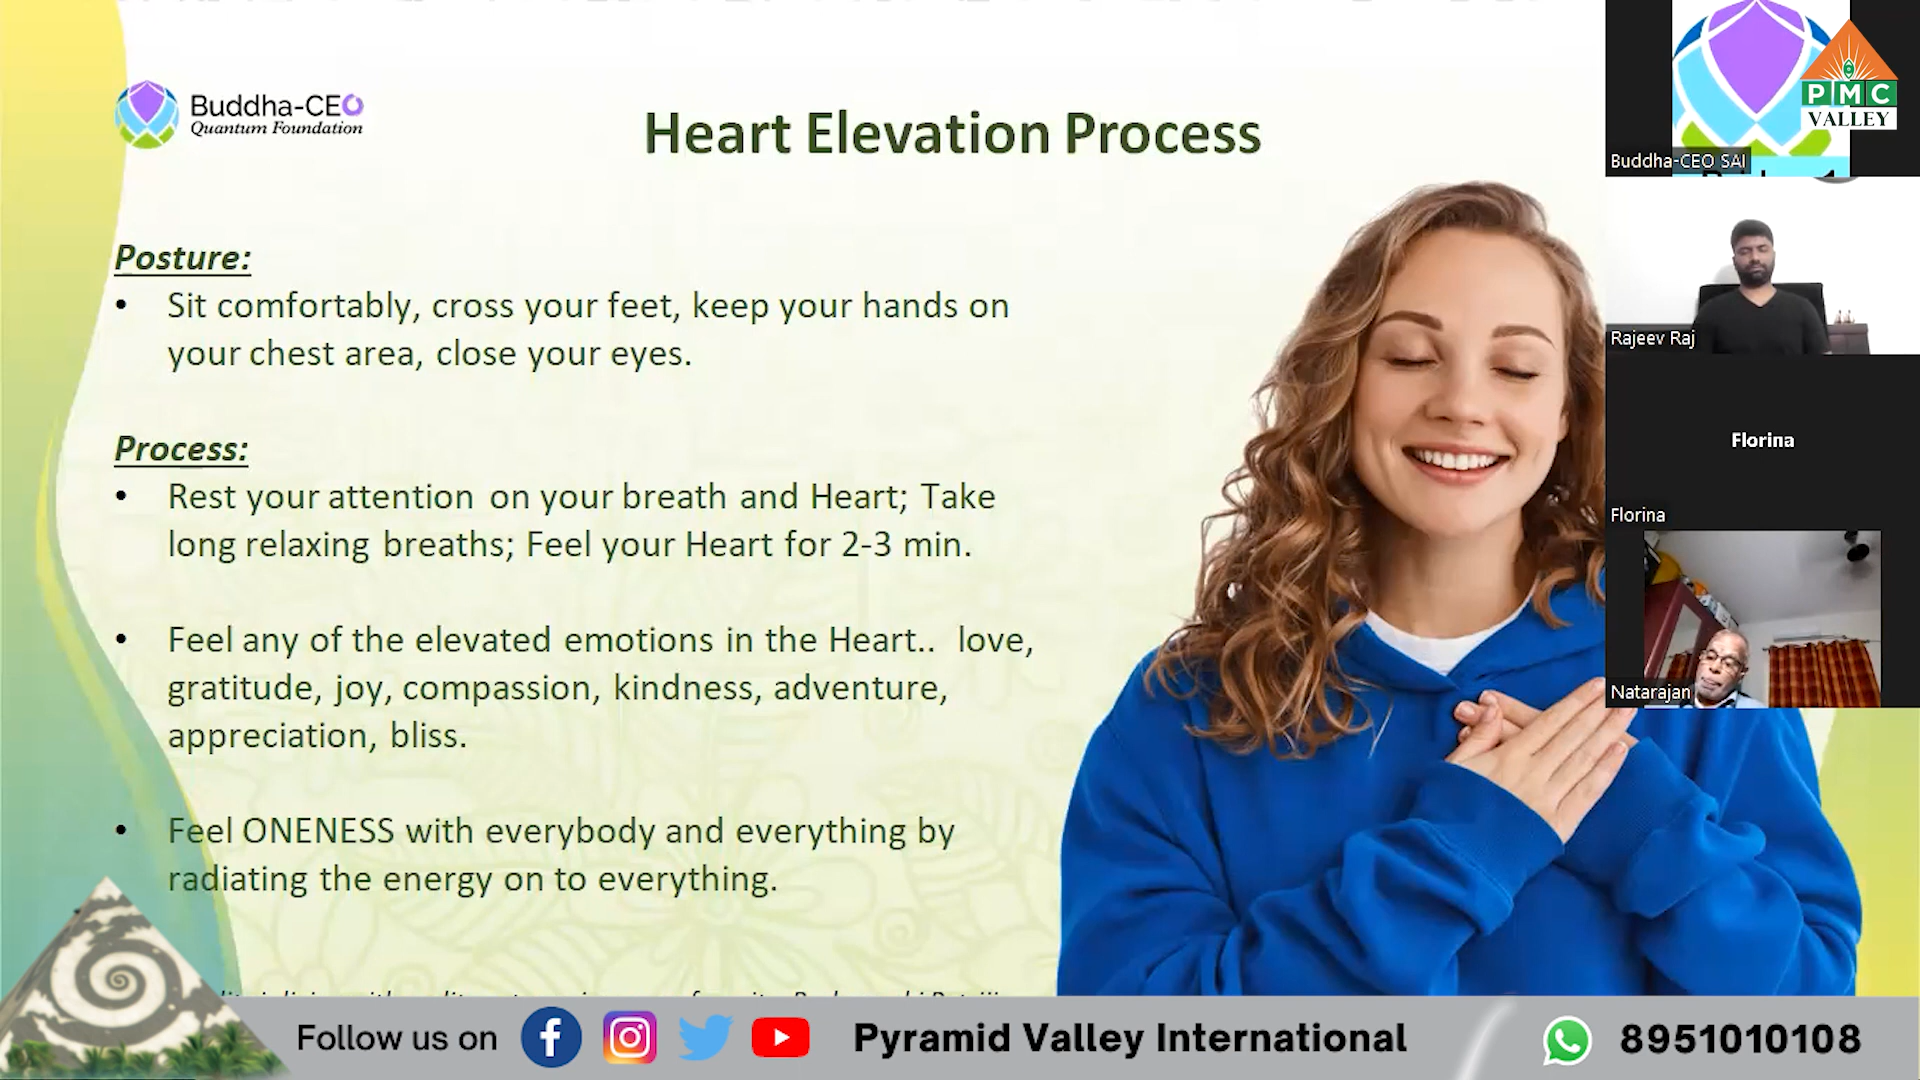 Buddha-CEO
Quantum Foundation
Heart Elevation Process
Posture:
• Sit comfortably, cross your feet, keep your hands on
your chest area, close your eyes.
Process:
• Rest your attention on your breath and Heart; Take
long relaxing breaths; Feel your Heart for 2-3 min.
• Feel any of the elevated emotions in the Heart.. love,
gratitude, joy, compassion, kindness, adventure,
appreciation, bliss.
• Feel ONENESS with everybody and everything by
radiating the energy on to everything.
PMC
VALLEY
Buddha-CEO SAI
Rajeev Raj
Florina
Florina
Natarajan
Follow us on
Pyramid Valley International
8951010108